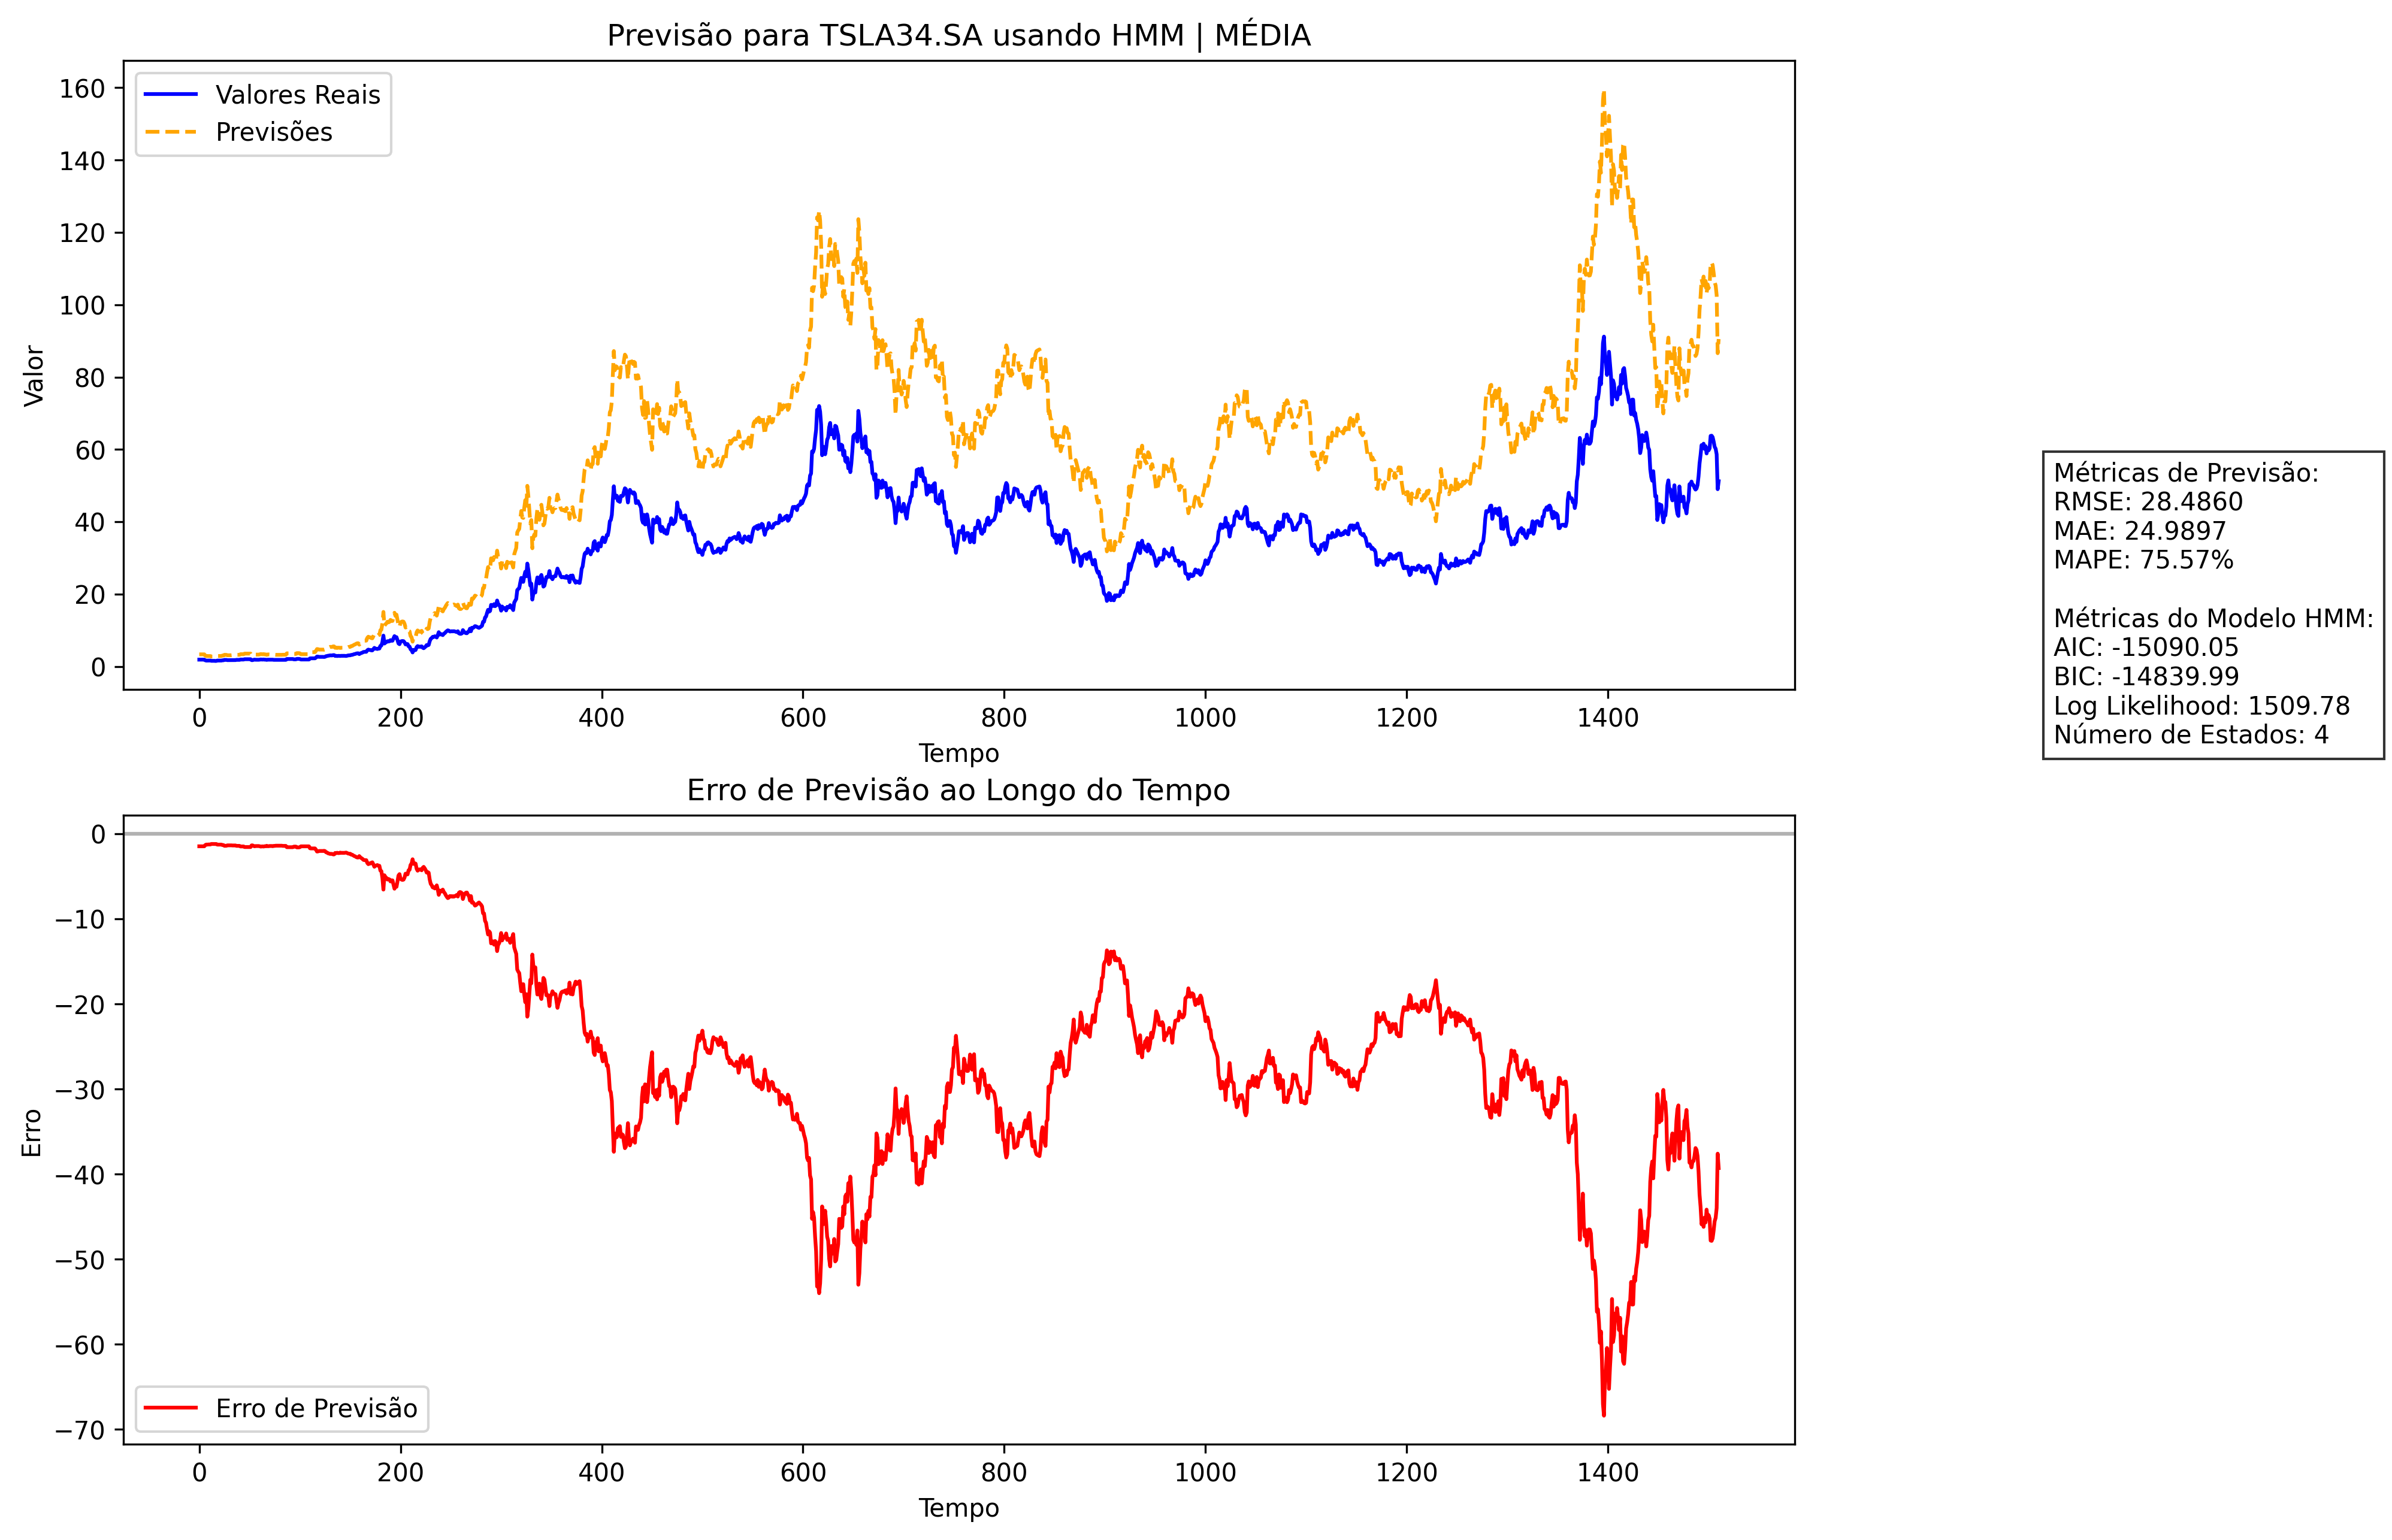 Previsão para TSLA34.SA usando HMM | MÉDIA
Valores Reais
Previsões
Valor
160
140
120
100
80
60
40
20
0
0 200 400 600 800 1000 1200 1400
Tempo
Métricas de Previsão:
RMSE: 28.4860
MAE: 24.9897
MAPE: 75.57%
Métricas do Modelo HMM:
AIC: -15090.05
BIC: -14839.99
Log Likelihood: 1509.78
Número de Estados: 4
Erro de Previsão ao Longo do Tempo
Erro
0
−10
−20
−30
−40
−50
−60
−70
Erro de Previsão
0 200 400 600 800 1000 1200 1400
Tempo